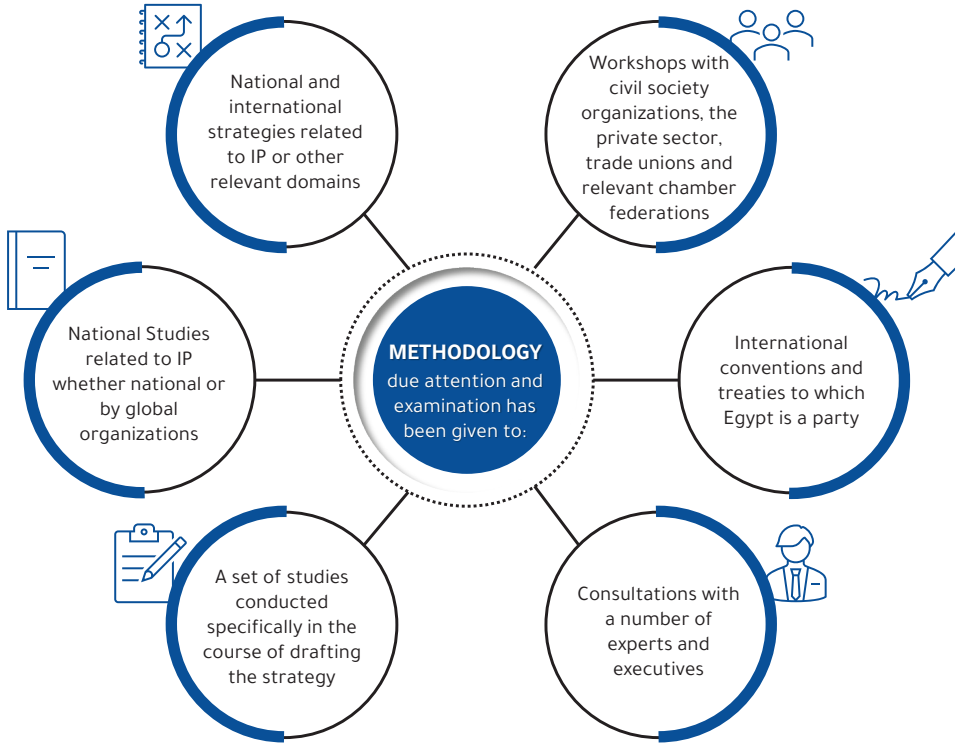 National and
international
strategies related
to IP or other
relevant domains
Workshops with
civil society
organizations, the
private sector,
trade unions and
relevant chamber
federations
National Studies
related to IP
whether national or
by global
organizations
METHODOLOGY
due attention and
examination has
been given to:
International
conventions and
treaties to which
Egypt is a party
A set of studies
conducted
specifically in the
course of drafting
the strategy
Consultations with
a number of
experts and
executives